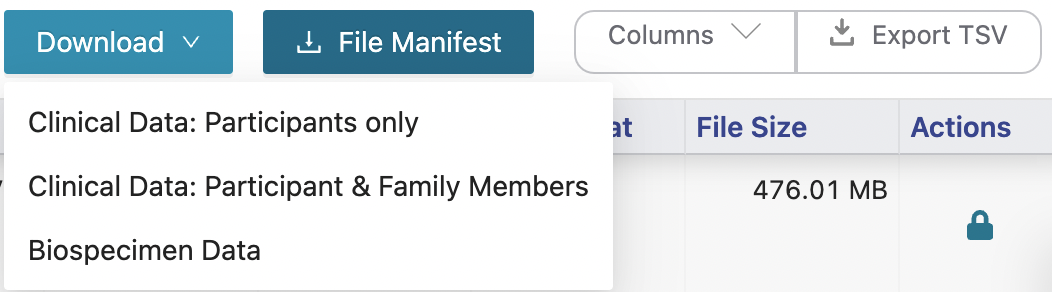 Download
File Manifest
Columns
Export TSV
Clinical Data: Participants only
at
File Size
Actions
Clinical Data: Participant & Family Members
476.01 MB
Biospecimen Data